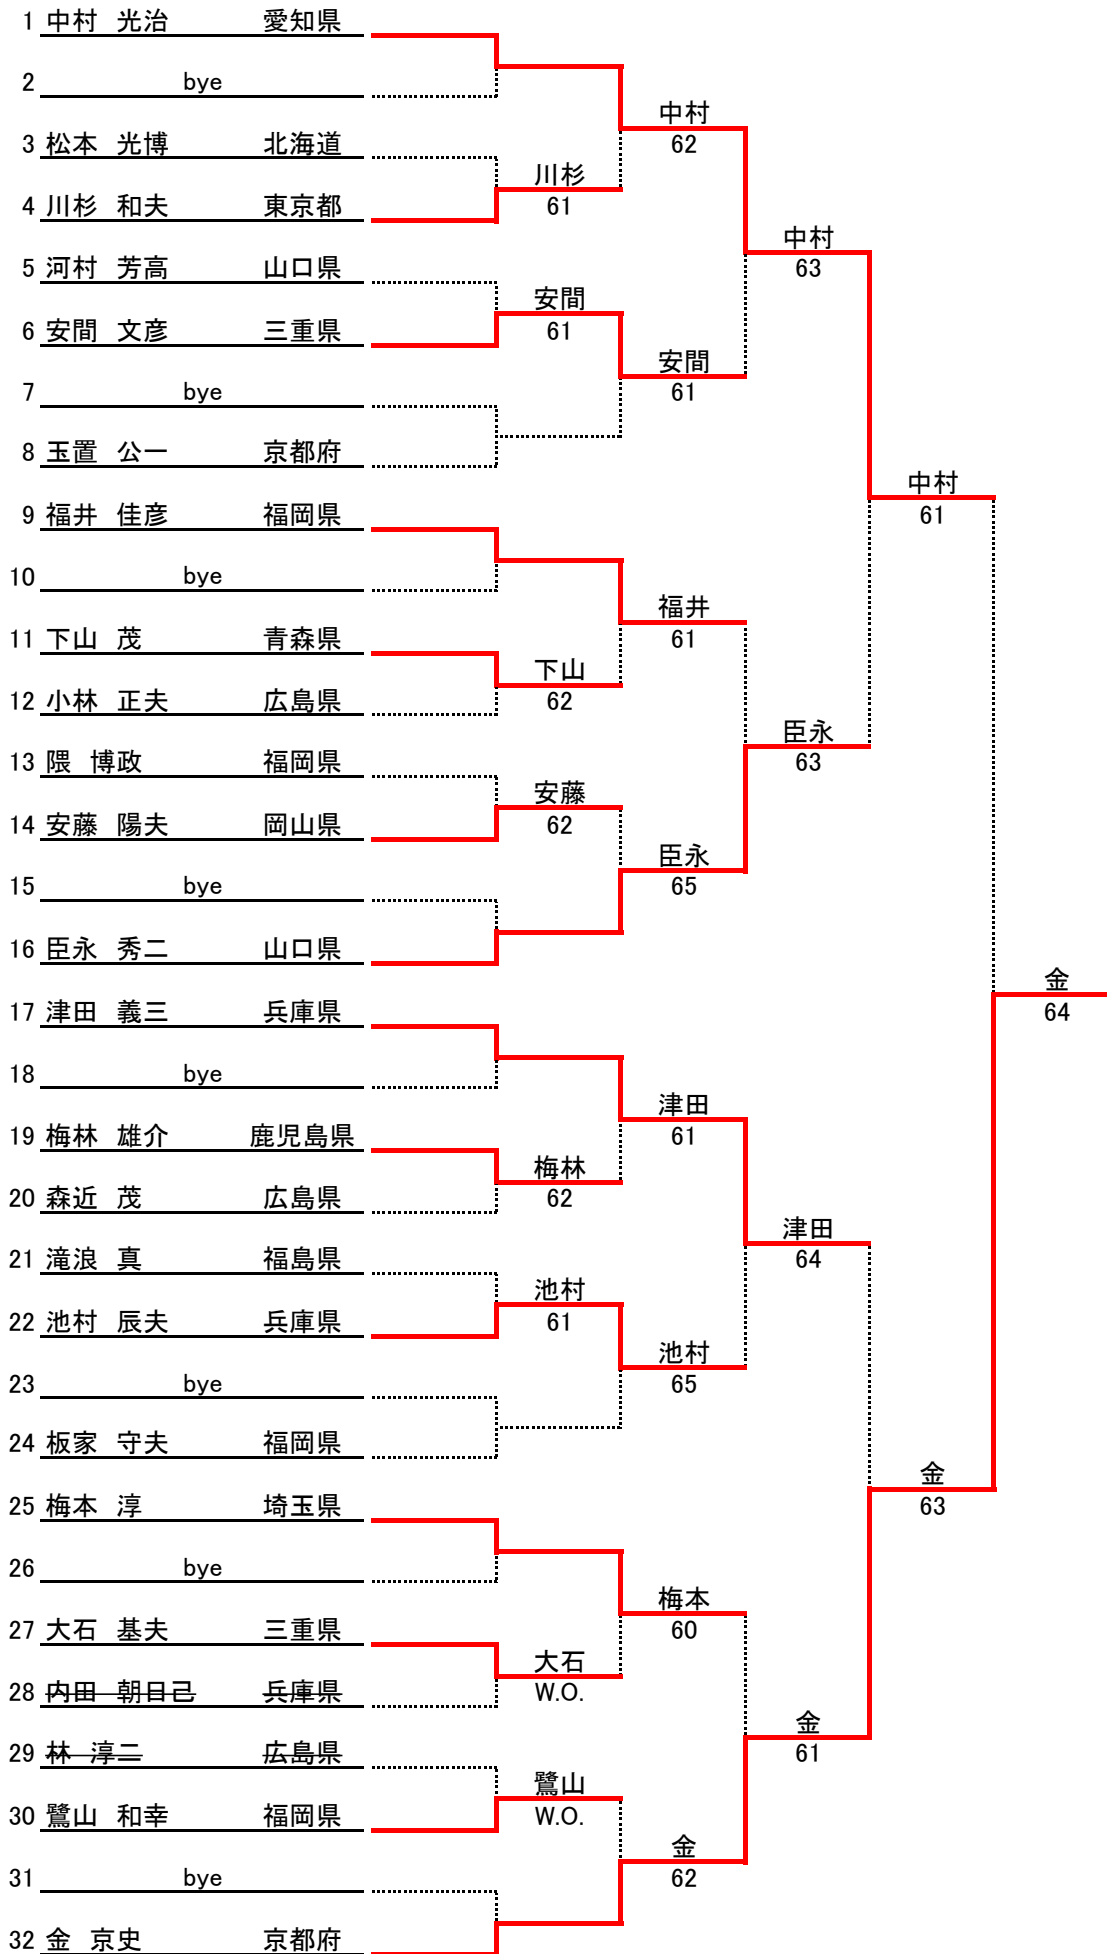 1 中村 光治 愛知県
2 bye
中村
3 松本 光博 北海道
62
川杉
4 川杉 和夫 東京都
61
中村
5 河村 芳高 山口県
63
安間
6 安間 文彦 三重県
61
安間
7 bye
61
8 玉置 公一 京都府
中村
9 福井 佳彦 福岡県
61
10 bye
福井
11 下山 茂 青森県
61
下山
12 小林 正夫 広島県
62
臣永
13 隈 博政 福岡県
63
安藤
14 安藤 陽夫 岡山県
62
臣永
15 bye
65
16 臣永 秀二 山口県
金
17 津田 義三 兵庫県
64
18 bye
津田
19 梅林 雄介 鹿児島県
61
梅林
20 森近 茂 広島県
62
津田
21 滝浪 真 福島県
64
池村
22 池村 辰夫 兵庫県
61
池村
23 bye
65
24 板家 守夫 福岡県
金
25 梅本 淳 埼玉県
63
26 bye
梅本
27 大石 基夫 三重県
60
大石
28 内田 朝日己 兵庫県
W.O.
金
29 林 淳二 広島県
61
鷺山
30 鷺山 和幸 福岡県
W.O.
金
31 bye
62
32 金 京史 京都府